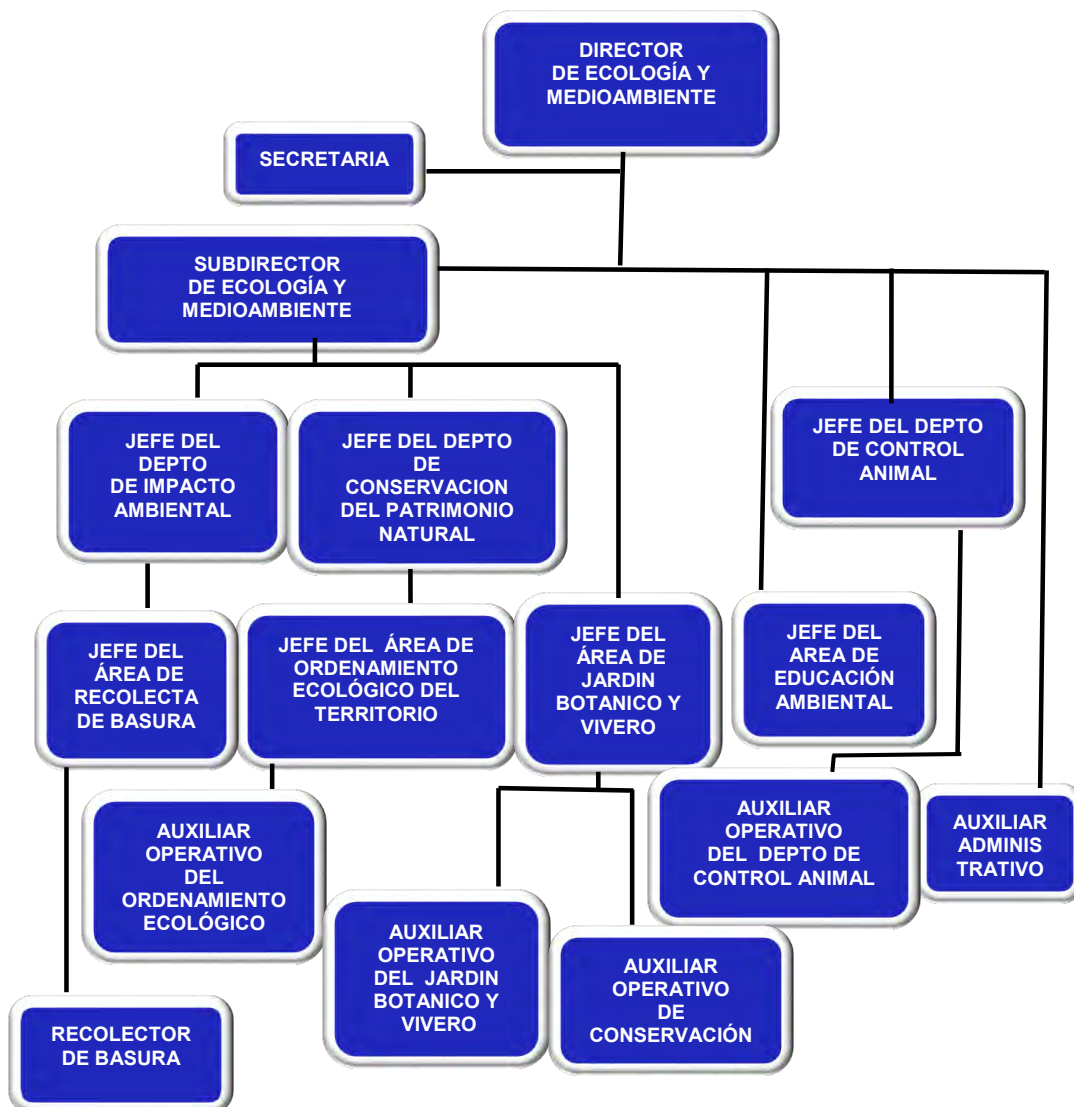 DIRECTOR
DE ECOLOGÍA Y
MEDIOAMBIENTE
SECRETARIA
SUBDIRECTOR
DE ECOLOGÍA Y
MEDIOAMBIENTE
JEFE DEL
DEPTO
DE IMPACTO
AMBIENTAL
JEFE DEL DEPTO
DE
CONSERVACION
DEL PATRIMONIO
NATURAL
JEFE DEL DEPTO
DE CONTROL
ANIMAL
JEFE DEL
ÁREA DE
RECOLECTA
DE BASURA
JEFE DEL ÁREA DE
ORDENAMIENTO
ECOLÓGICO DEL
TERRITORIO
JEFE DEL
ÁREA DE
JARDIN
BOTANICO Y
VIVERO
JEFE DEL
AREA DE
EDUCACIÓN
AMBIENTAL
AUXILIAR
OPERATIVO
DEL
ORDENAMIENTO
ECOLÓGICO
AUXILIAR
OPERATIVO
DEL DEPTO DE
CONTROL ANIMAL
AUXILIAR
ADMINIS
TRATIVO
AUXILIAR
OPERATIVO
DEL JARDIN
BOTANICO Y
VIVERO
AUXILIAR
OPERATIVO
DE
CONSERVACIÓN
RECOLECTOR
DE BASURA